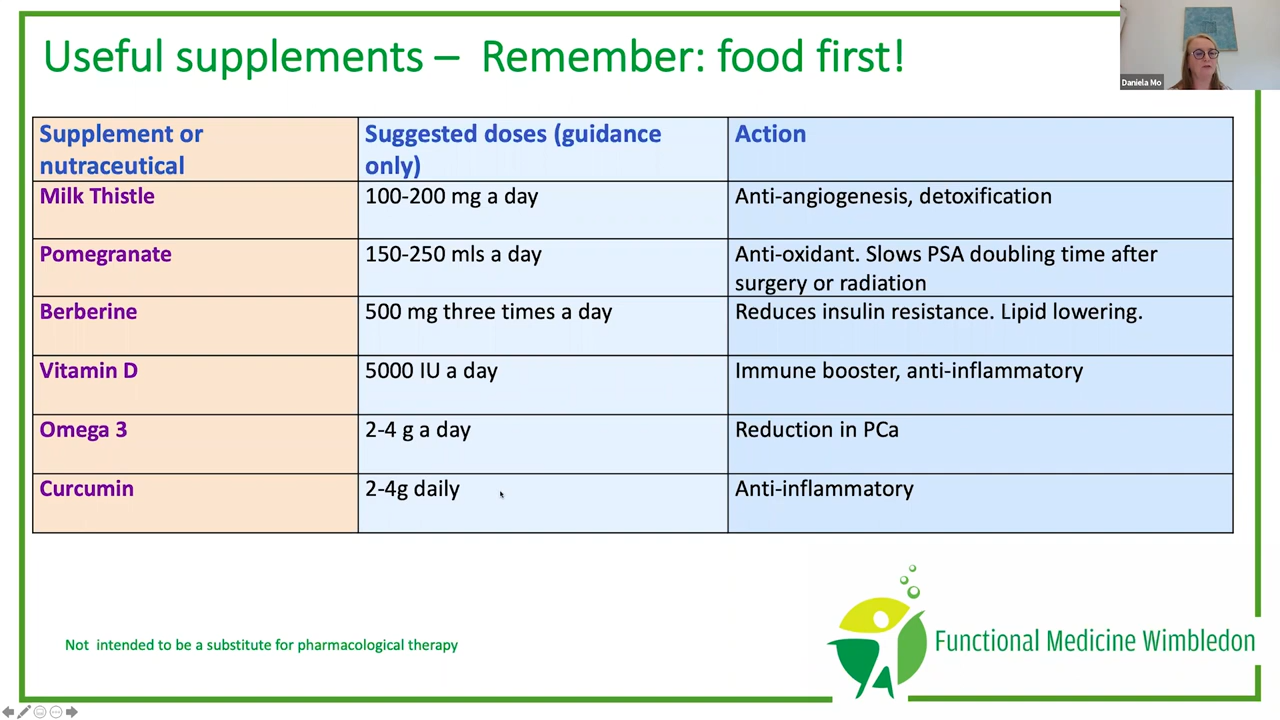 Useful supplements – Remember: food first!
Daniela Mo
Supplement or
nutraceutical
Suggested doses (guidance
only)
Action
Milk Thistle
100-200 mg a day
Anti-angiogenesis, detoxification
Pomegranate
150-250 mls a day
Anti-oxidant. Slows PSA doubling time after
surgery or radiation
Berberine
500 mg three times a day
Reduces insulin resistance. Lipid lowering.
Vitamin D
5000 IU a day
Immune booster, anti-inflammatory
Omega 3
2-4 g a day
Reduction in PCa
Curcumin
2-4g daily
Anti-inflammatory
Not intended to be a substitute for pharmacological therapy
Functional Medicine Wimbledon